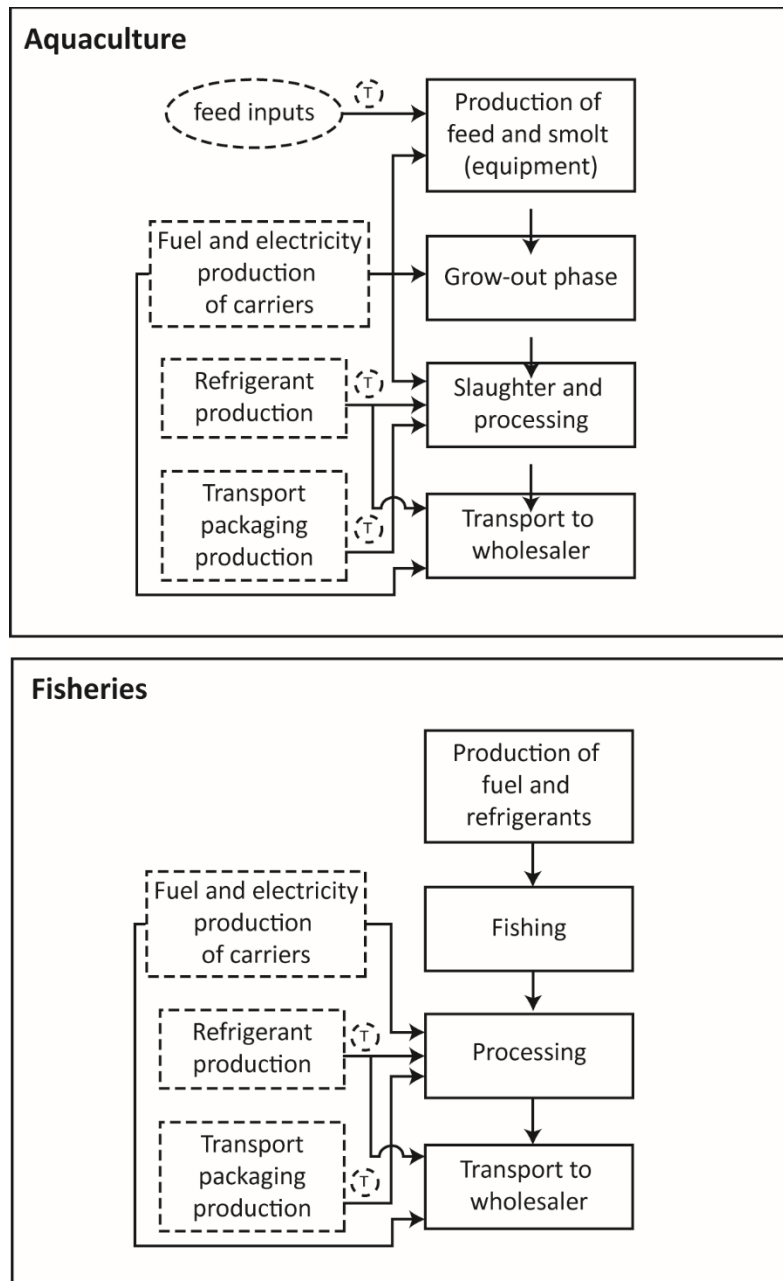 Aquaculture
feed inputs
T
Production of
feed and smolt
(equipment)
Fuel and electricity
production
of carriers
Grow-out phase
Refrigerant
production
T
Slaughter and
processing
Transport
packaging
production
T
Transport to
wholesaler
Fisheries
Production of
fuel and
refrigerants
Fuel and electricity
production
of carriers
Fishing
Refrigerant
production
T
Processing
Transport
packaging
production
T
Transport to
wholesaler